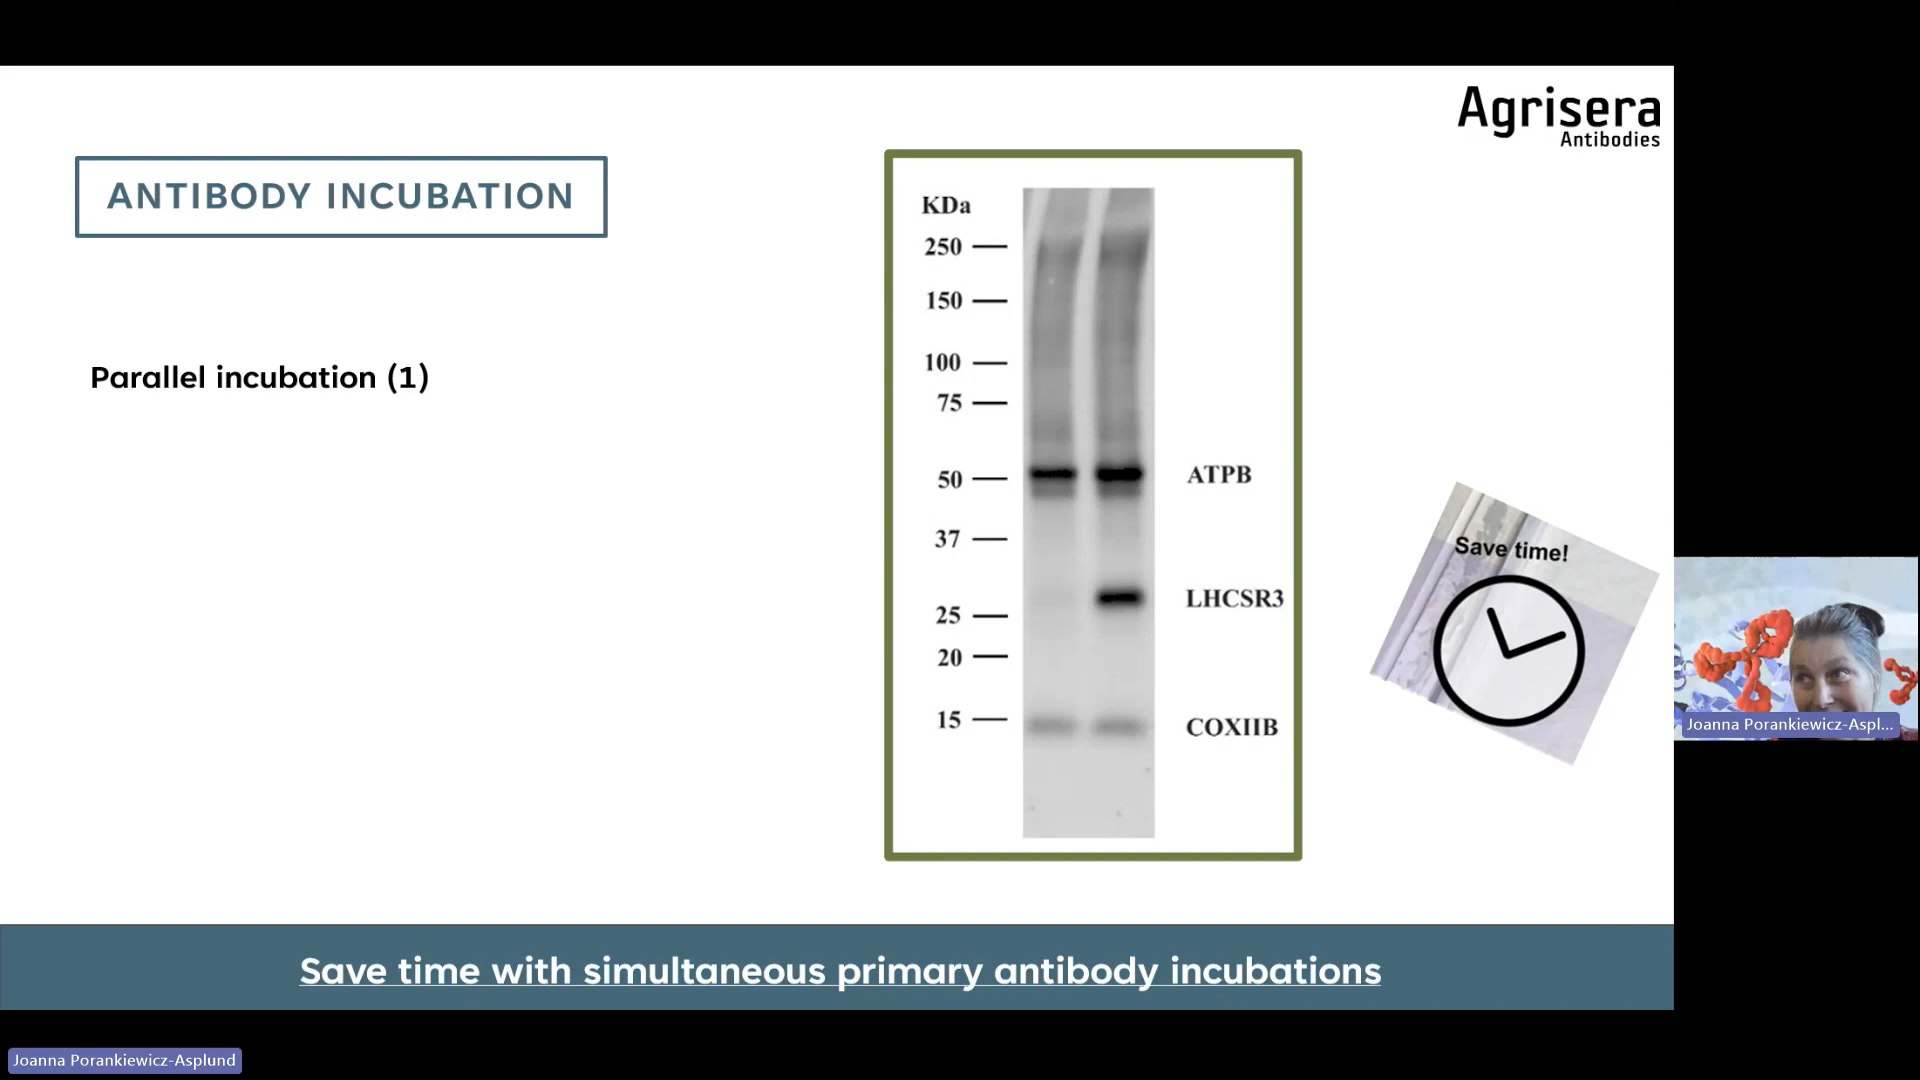 Agrisera
Antibodies
ANTIBODY INCUBATION
Parallel incubation (1)
KDa
250
150
100
75
50
37
25
20
15
ATPB
LHCSR3
COXIIB
Save time!
Joanna Porankiewicz-Aspl...
Save time with simultaneous primary antibody incubations
Joanna Porankiewicz-Asplund